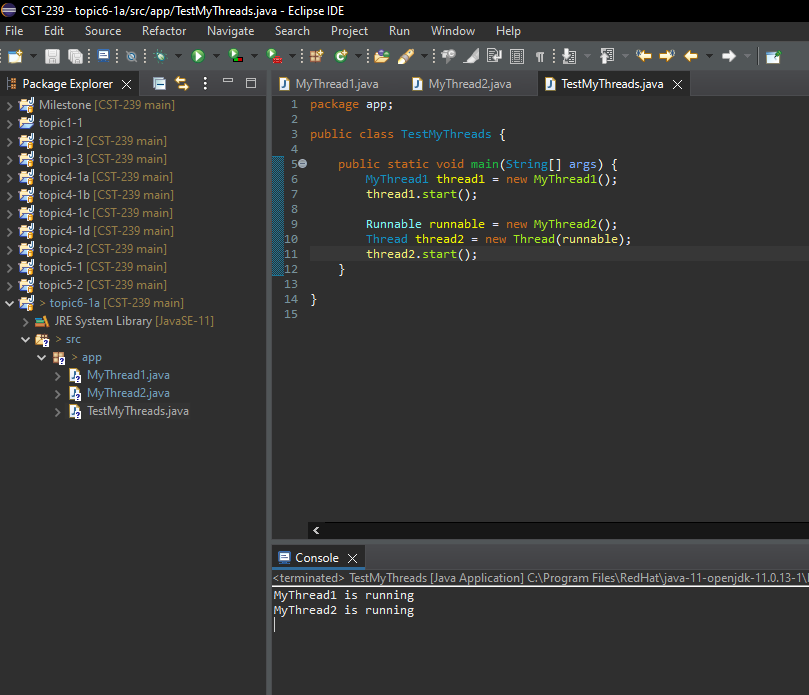 CST-239 - topic6-1a/src/app/TestMyThreads.java - Eclipse IDE
File Edit Source Refactor Navigate Search Project Run Window Help
Package Explorer
Milestone [CST-239 main]
topic1-1
topic1-2 [CST-239 main]
topic1-3 [CST-239 main]
topic4-1a [CST-239 main]
topic4-1b [CST-239 main]
topic4-1c [CST-239 main]
topic4-1d [CST-239 main]
topic4-2 [CST-239 main]
topic5-1 [CST-239 main]
topic5-2 [CST-239 main]
> topic6-1a [CST-239 main]
JRE System Library [JavaSE-11]
> src
> app
MyThread1.java
MyThread2.java
TestMyThreads.java
MyThread1.java MyThread2.java TestMyThreads.java
1 package app;
2
3 public class TestMyThreads {
4
5 public static void main(String[] args) {
6 MyThread1 thread1 = new MyThread1();
7 thread1.start();
8
9 Runnable runnable = new MyThread2();
10 Thread thread2 = new Thread(runnable);
11 thread2.start();
12 }
13
14 }
15
Console
<terminated> TestMyThreads [Java Application] C:\Program Files\RedHat\java-11-openjdk-11.0.13-1\
MyThread1 is running
MyThread2 is running